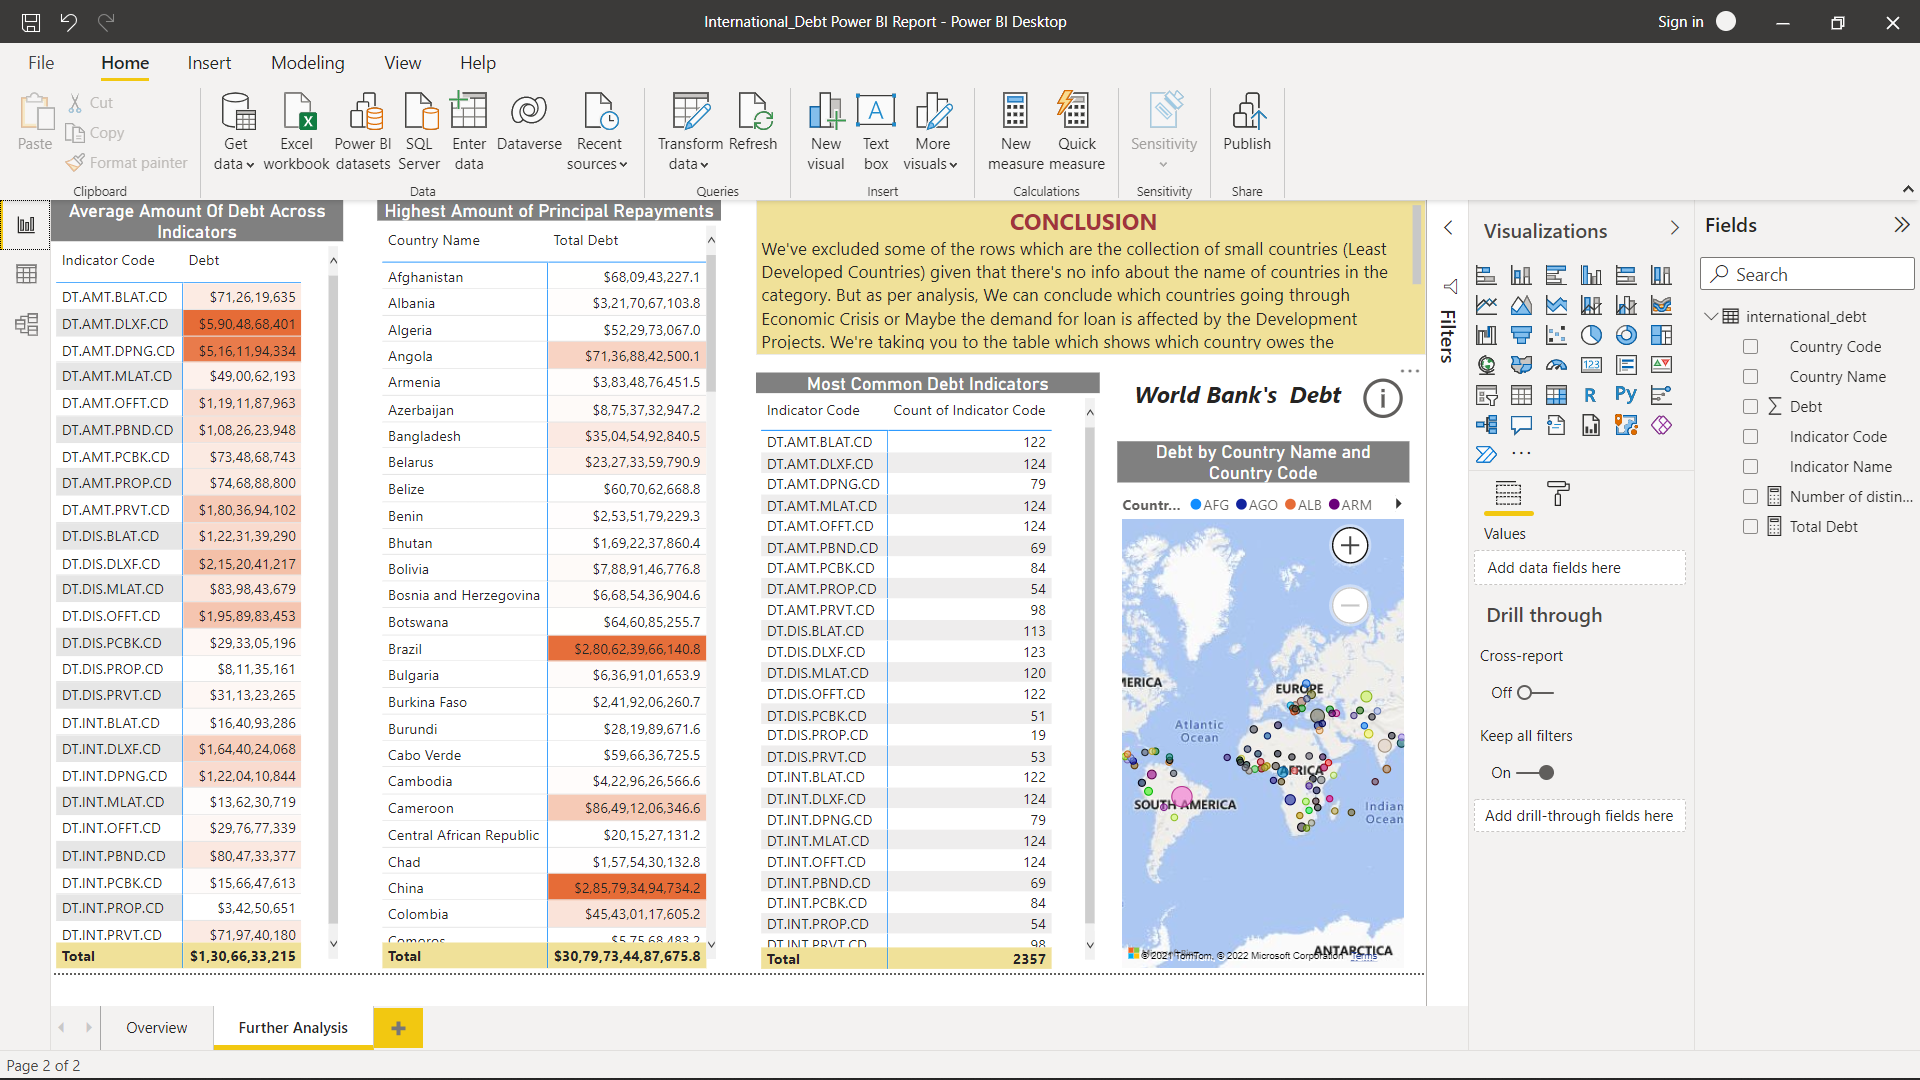 International_Debt Power BI Report - Power BI Desktop
Sign in
File
Home
Insert
Modeling
View
Help
Paste
Cut
Copy
Format painter
Clipboard
Get data
Excel workbook
Power BI datasets
SQL Server
Enter data
Dataverse
Recent sources
Data
Transform data
Refresh
Queries
New visual
Text box
More visuals
Insert
New measure
Quick measure
Calculations
Sensitivity
Sensitivity
Publish
Share
Average Amount Of Debt Across
Indicators
Indicator Code Debt
DT.AMT.BLAT.CD $71,26,19,635
DT.AMT.DLXF.CD $5,90,48,68,401
DT.AMT.DPNG.CD $5,16,11,94,334
DT.AMT.MLAT.CD $49,00,62,193
DT.AMT.OFFT.CD $1,19,11,87,963
DT.AMT.PBND.CD $1,08,26,23,948
DT.AMT.PCBK.CD $73,48,68,743
DT.AMT.PROP.CD $74,68,88,800
DT.AMT.PRVT.CD $1,80,36,94,102
DT.DIS.BLAT.CD $1,22,31,39,290
DT.DIS.DLXF.CD $2,15,20,41,217
DT.DIS.MLAT.CD $83,98,43,679
DT.DIS.OFFT.CD $1,95,89,83,453
DT.DIS.PCBK.CD $29,33,05,196
DT.DIS.PROP.CD $8,11,35,161
DT.DIS.PRVT.CD $31,13,23,265
DT.INT.BLAT.CD $16,40,93,286
DT.INT.DLXF.CD $1,64,40,24,068
DT.INT.DPNG.CD $1,22,04,10,844
DT.INT.MLAT.CD $13,62,30,719
DT.INT.OFFT.CD $29,76,77,339
DT.INT.PBND.CD $80,47,33,377
DT.INT.PCBK.CD $15,66,47,613
DT.INT.PROP.CD $3,42,50,651
DT.INT.PRVT.CD $71,97,40,180
Total $1,30,66,33,215
Highest Amount of Principal Repayments
Country Name Total Debt
Afghanistan $68,09,43,227.1
Albania $3,21,70,67,103.8
Algeria $52,29,73,067.0
Angola $71,36,88,42,500.1
Armenia $3,83,48,76,451.5
Azerbaijan $8,75,37,32,947.2
Bangladesh $35,04,54,92,840.5
Belarus $23,27,33,59,790.9
Belize $60,70,62,668.8
Benin $2,53,51,79,229.3
Bhutan $1,69,22,37,860.4
Bolivia $7,88,91,46,776.8
Bosnia and Herzegovina $6,68,54,36,904.6
Botswana $64,60,85,255.7
Brazil $2,80,62,39,66,140.8
Bulgaria $6,36,91,01,653.9
Burkina Faso $2,41,92,06,260.7
Burundi $28,19,89,671.6
Cabo Verde $59,66,36,725.5
Cambodia $4,22,96,26,566.6
Cameroon $86,49,12,06,346.6
Central African Republic $20,15,27,131.2
Chad $1,57,54,30,132.8
China $2,85,79,34,94,734.2
Colombia $45,43,01,17,605.2
Comoros $5,75,68,483.2
Total $30,79,73,44,87,675.8
CONCLUSION
We've excluded some of the rows which are the collection of small countries (Least
Developed Countries) given that there's no info about the name of countries in the
category. But as per analysis, We can conclude which countries going through
Economic Crisis or Maybe the demand for loan is affected by the Development
Projects. We're taking you to the table which shows which country owes the
Most Common Debt Indicators
Indicator Code Count of Indicator Code
DT.AMT.BLAT.CD 122
DT.AMT.DLXF.CD 124
DT.AMT.DPNG.CD 79
DT.AMT.MLAT.CD 124
DT.AMT.OFFT.CD 124
DT.AMT.PBND.CD 69
DT.AMT.PCBK.CD 84
DT.AMT.PROP.CD 54
DT.AMT.PRVT.CD 98
DT.DIS.BLAT.CD 113
DT.DIS.DLXF.CD 123
DT.DIS.MLAT.CD 120
DT.DIS.OFFT.CD 122
DT.DIS.PCBK.CD 51
DT.DIS.PROP.CD 19
DT.DIS.PRVT.CD 53
DT.INT.BLAT.CD 122
DT.INT.DLXF.CD 124
DT.INT.DPNG.CD 79
DT.INT.MLAT.CD 124
DT.INT.OFFT.CD 124
DT.INT.PBND.CD 69
DT.INT.PCBK.CD 84
DT.INT.PROP.CD 54
DT.INT.PRVT.CD 98
Total 2357
World Bank's Debt
Debt by Country Name and
Country Code
Countr... AFG AGO ALB ARM
MERICA
EUROPE
Atlantic
Ocean
AFRICA
SOUTH AMERICA
Indian
Ocean
ANTARCTICA
© 2021 TomTom, © 2022 Microsoft Corporation Terms
Filters
Visualizations
R
Py
123
Values
Add data fields here
Drill through
Cross-report
Off
Keep all filters
On
Add drill-through fields here
Fields
Search
international_debt
Country Code
Country Name
Debt
Indicator Code
Indicator Name
Number of distin...
Total Debt
Overview
Further Analysis
Page 2 of 2